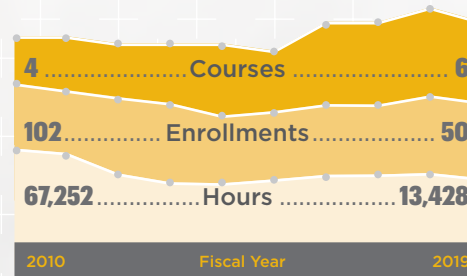 4 ..................... Courses ..................... 6
102 ................. Enrollments ..................... 50
67,252 ................. Hours ................... 13,428
2010 Fiscal Year 2019